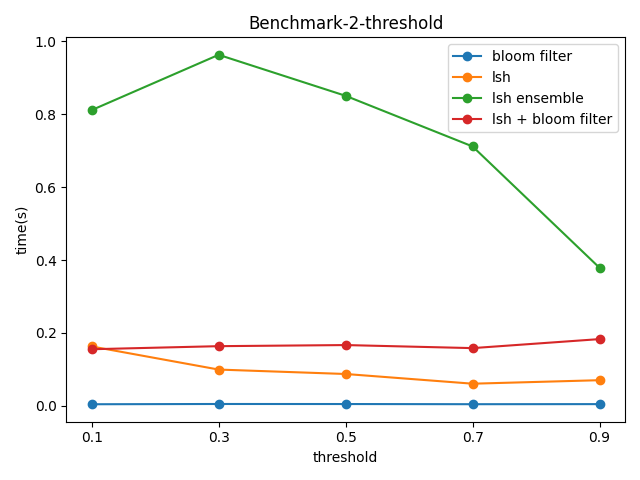 Benchmark-2-threshold
bloom filter
lsh
lsh ensemble
lsh + bloom filter
time(s)
1.0
0.8
0.6
0.4
0.2
0.0
0.1 0.3 0.5 0.7 0.9
threshold